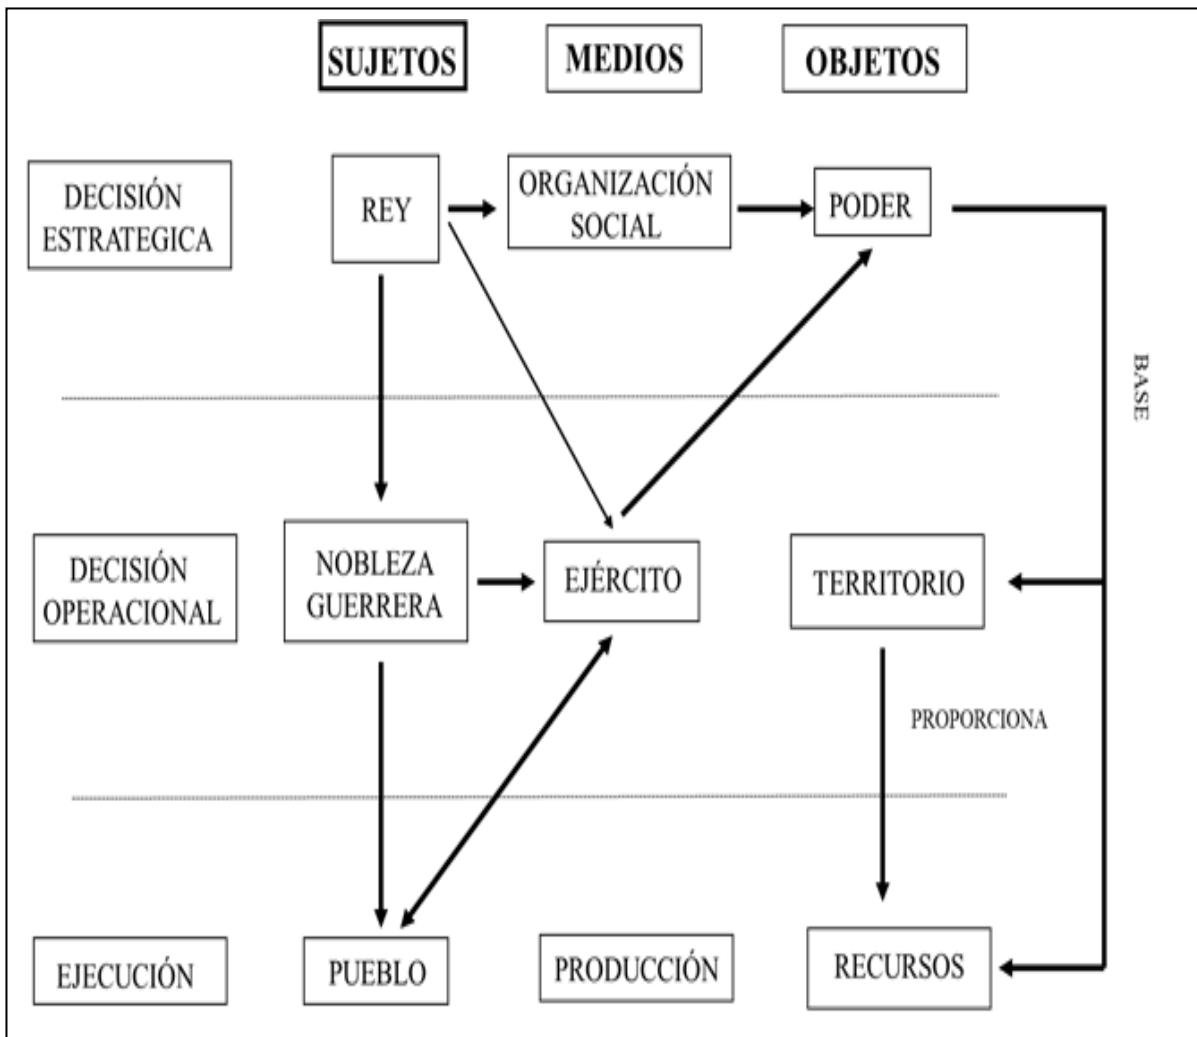 SUJETOS
MEDIOS
OBJETOS
DECISIÓN
ESTRATEGICA
REY
ORGANIZACIÓN
SOCIAL
PODER
BASE
DECISIÓN
OPERACIONAL
NOBLEZA
GUERRERA
EJÉRCITO
TERRITORIO
PROPORCIONA
EJECUCIÓN
PUEBLO
PRODUCCIÓN
RECURSOS